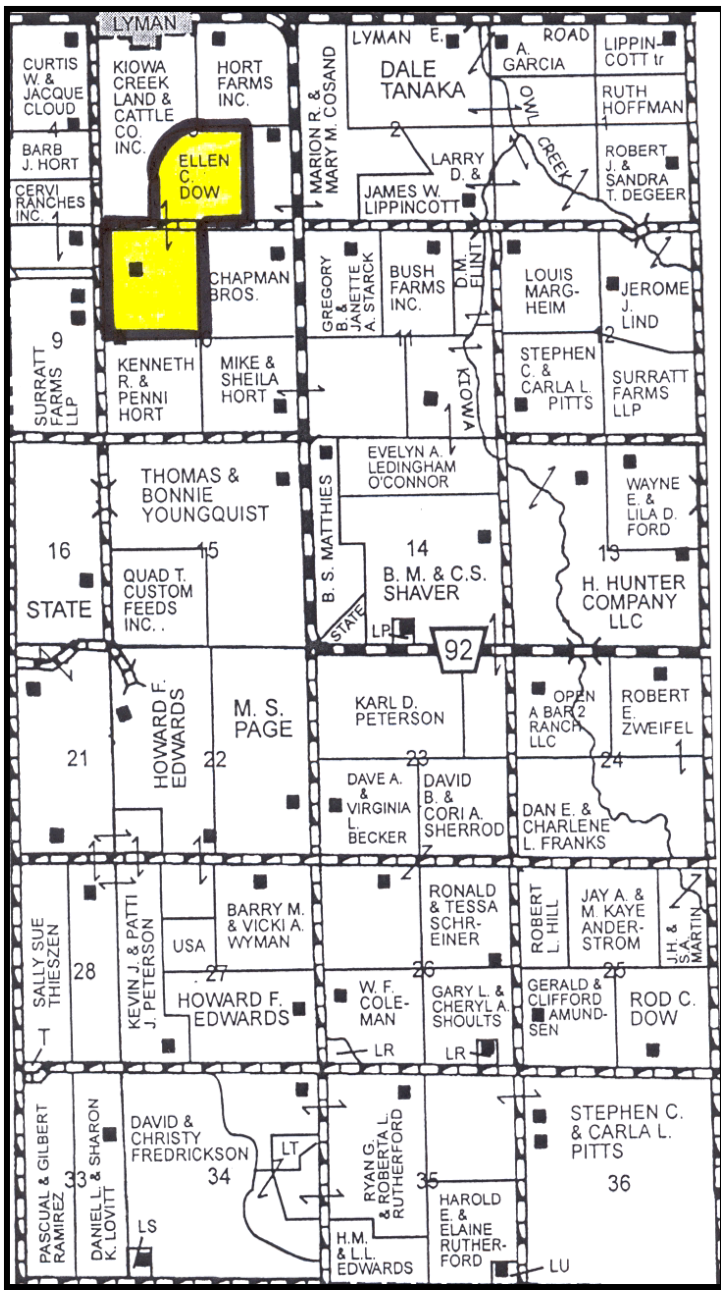 LYMAN
CURTIS
W. &
JACQUE
CLOUD
4
BARB
J. HORT
CERVI
RANCHES
INC.
KIOWA
CREEK
LAND &
CATTLE
CO.
INC.
HORT
FARMS
INC.
ELLEN
C.
DOW
MARION R. &
MARY M. COSAND
LYMAN E. ROAD
DALE
TANAKA
2
LARRY
D. &
JAMES W.
LIPPINCOTT
A.
GARCIA
LIPPIN-
COTT tr
RUTH
HOFFMAN
1
OWL
CREEK
ROBERT
J. &
SANDRA
T. DEGEER
9
SURRATT
FARMS
LLP
CHAPMAN
BROS.
10
KENNETH
R. &
PENNI
HORT
MIKE &
SHEILA
HORT
GREGORY
B. &
JANETTE
A. STARCK
BUSH
FARMS
INC.
D.M.
FLINT
11
KIOWA
LOUIS
MARG-
HEIM
JEROME
J.
LIND
12
STEPHEN
C. &
CARLA L.
PITTS
SURRATT
FARMS
LLP
16
STATE
THOMAS &
BONNIE
YOUNGQUIST
15
QUAD T.
CUSTOM
FEEDS
INC. .
B. S. MATTHIES
EVELYN A.
LEDINGHAM
O'CONNOR
14
B. M. & C.S.
SHAVER
STATE
LP
92
WAYNE
E. &
LILA D.
FORD
13
H. HUNTER
COMPANY
LLC
21
HOWARD F.
EDWARDS
22
M. S.
PAGE
KARL D.
PETERSON
23
DAVE A.
&
VIRGINIA
L.
BECKER
DAVID
B. &
CORI A.
SHERROD
OPEN
A BAR 2
RANCH
LLC
ROBERT
E.
ZWEIFEL
24
DAN E. &
CHARLENE
L. FRANKS
SALLY SUE
THIESZEN
28
KEVIN J. & PATTI
J. PETERSON
USA
BARRY M.
& VICKI A.
WYMAN
27
HOWARD F.
EDWARDS
RONALD
& TESSA
SCHR-
EINER
26
W. F.
COLE-
MAN
GARY L. &
CHERYL A.
SHOULTS
LR
LR
ROBERT
L. HILL
JAY A. &
M. KAYE
ANDER-
STROM
J.H. &
S.A.
MARTIN
25
GERALD &
CLIFFORD
AMUND-
SEN
ROD C.
DOW
T
PASCUAL & GILBERT
RAMIREZ
33
DANIEL L. & SHARON
K. LOVITT
LS
DAVID &
CHRISTY
FREDRICKSON
34
LT
RYAN G.
& ROBERTA L.
RUTHERFORD
35
H.M.
& L.L.
EDWARDS
HAROLD
E. &
ELAINE
RUTHER-
FORD
LU
STEPHEN C.
& CARLA L.
PITTS
36